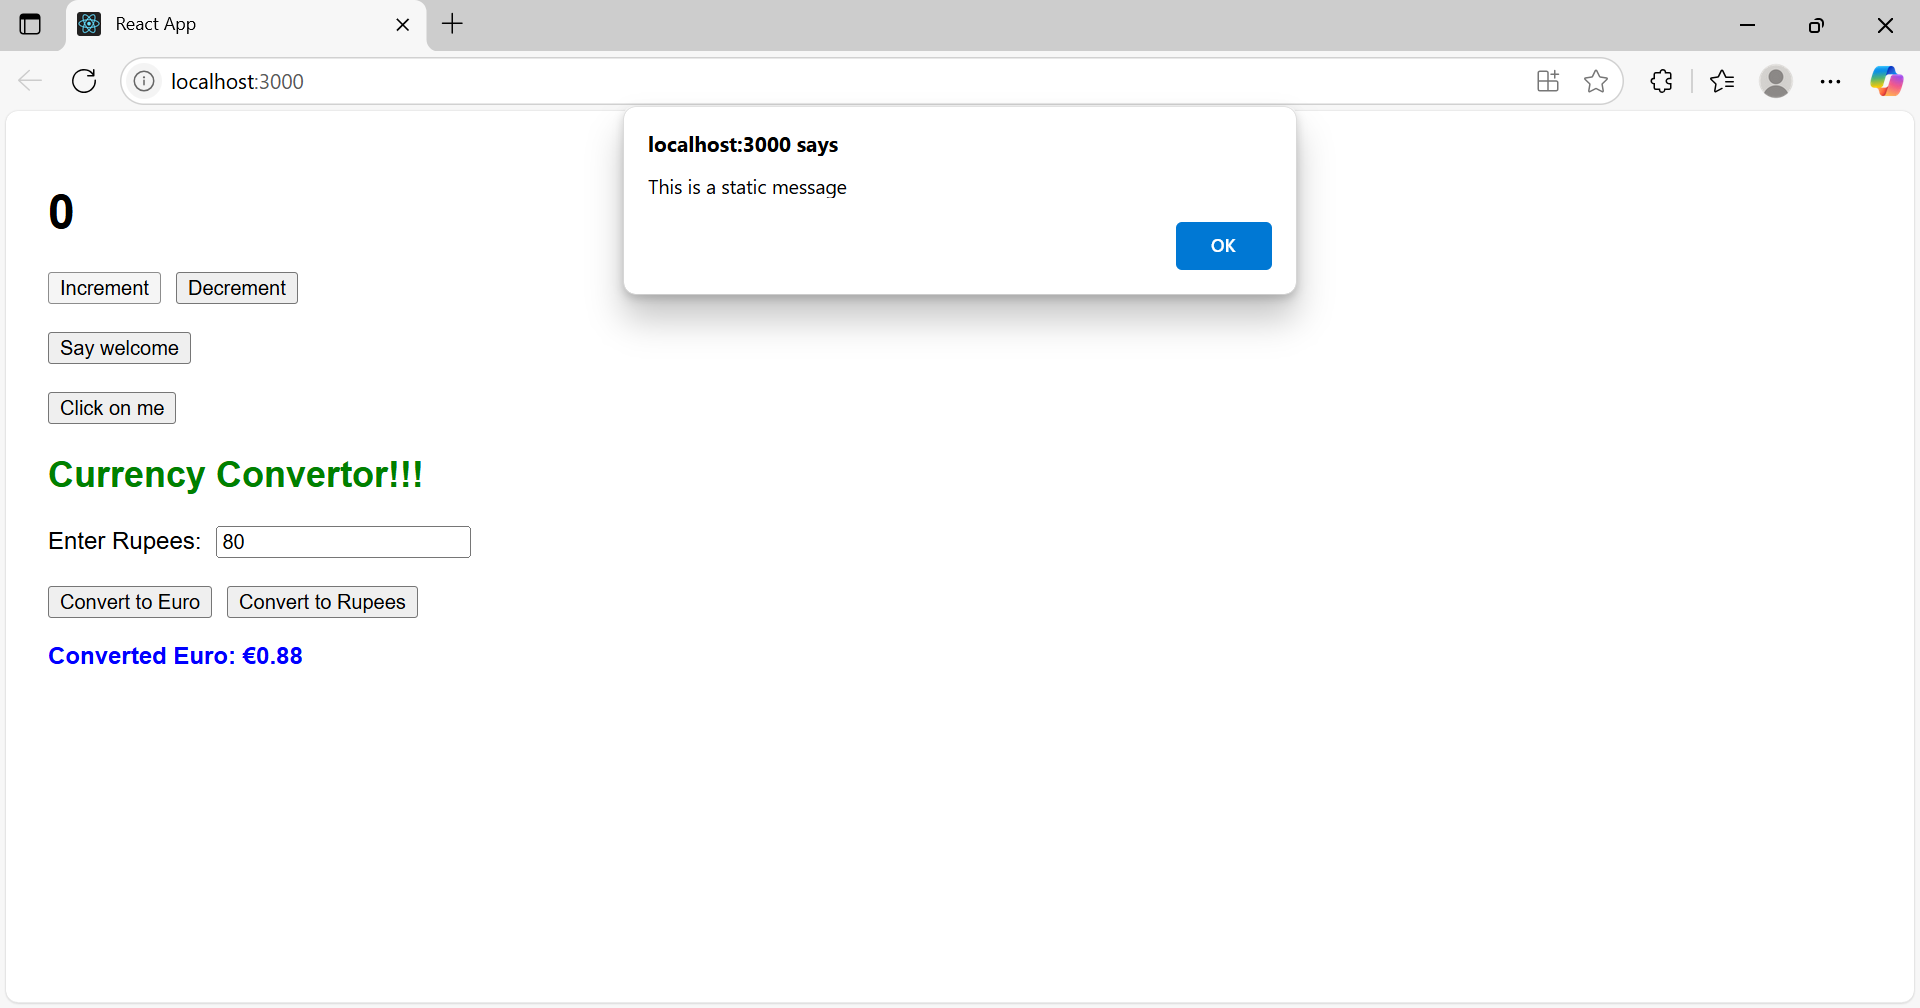 React App
localhost:3000
localhost:3000 says
This is a static message
OK
0
Increment Decrement
Say welcome
Click on me
Currency Convertor!!!
Enter Rupees: 80
Convert to Euro Convert to Rupees
Converted Euro: €0.88